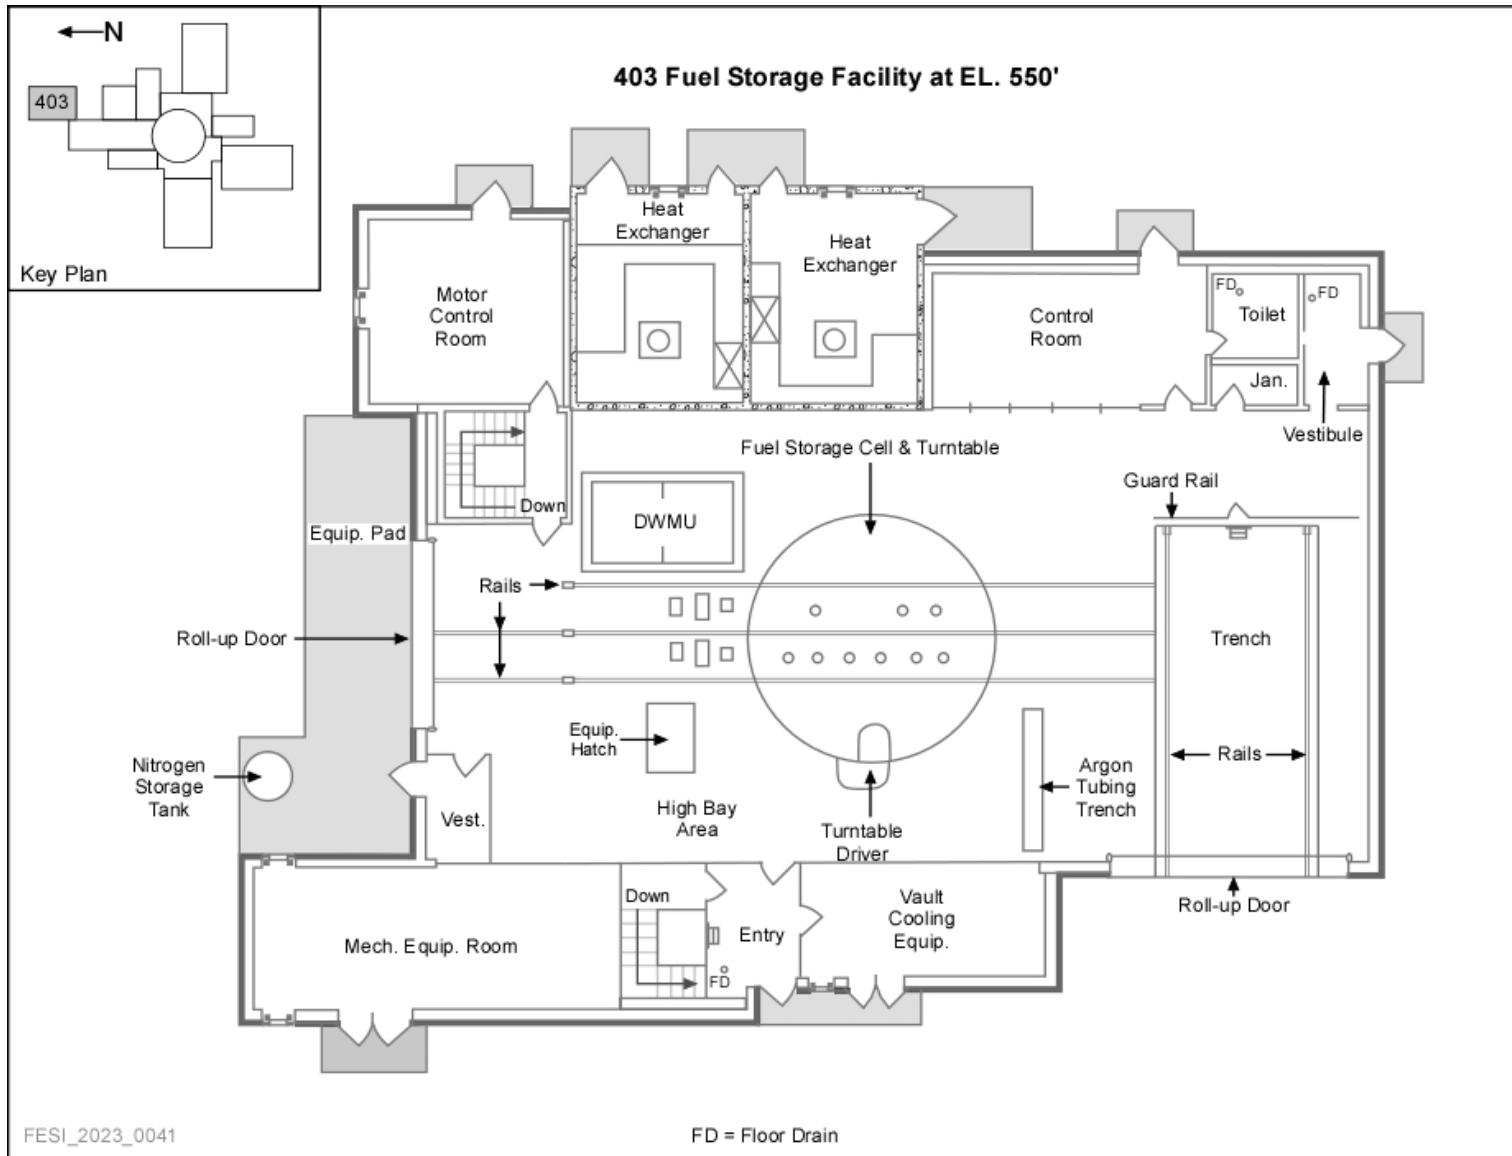 N
403
Key Plan
403 Fuel Storage Facility at EL. 550'
Heat
Exchanger
Heat
Exchanger
Motor
Control
Room
Control
Room
FD
Toilet
FD
Jan.
Vestibule
Fuel Storage Cell & Turntable
Guard Rail
Down
DWMU
Equip. Pad
Rails
Roll-up Door
Trench
Equip.
Hatch
Rails
Nitrogen
Storage
Tank
Argon
Tubing
Trench
Vest.
High Bay
Area
Turntable
Driver
Down
Vault
Cooling
Equip.
Roll-up Door
Mech. Equip. Room
Entry
FD
FESI_2023_0041
FD = Floor Drain